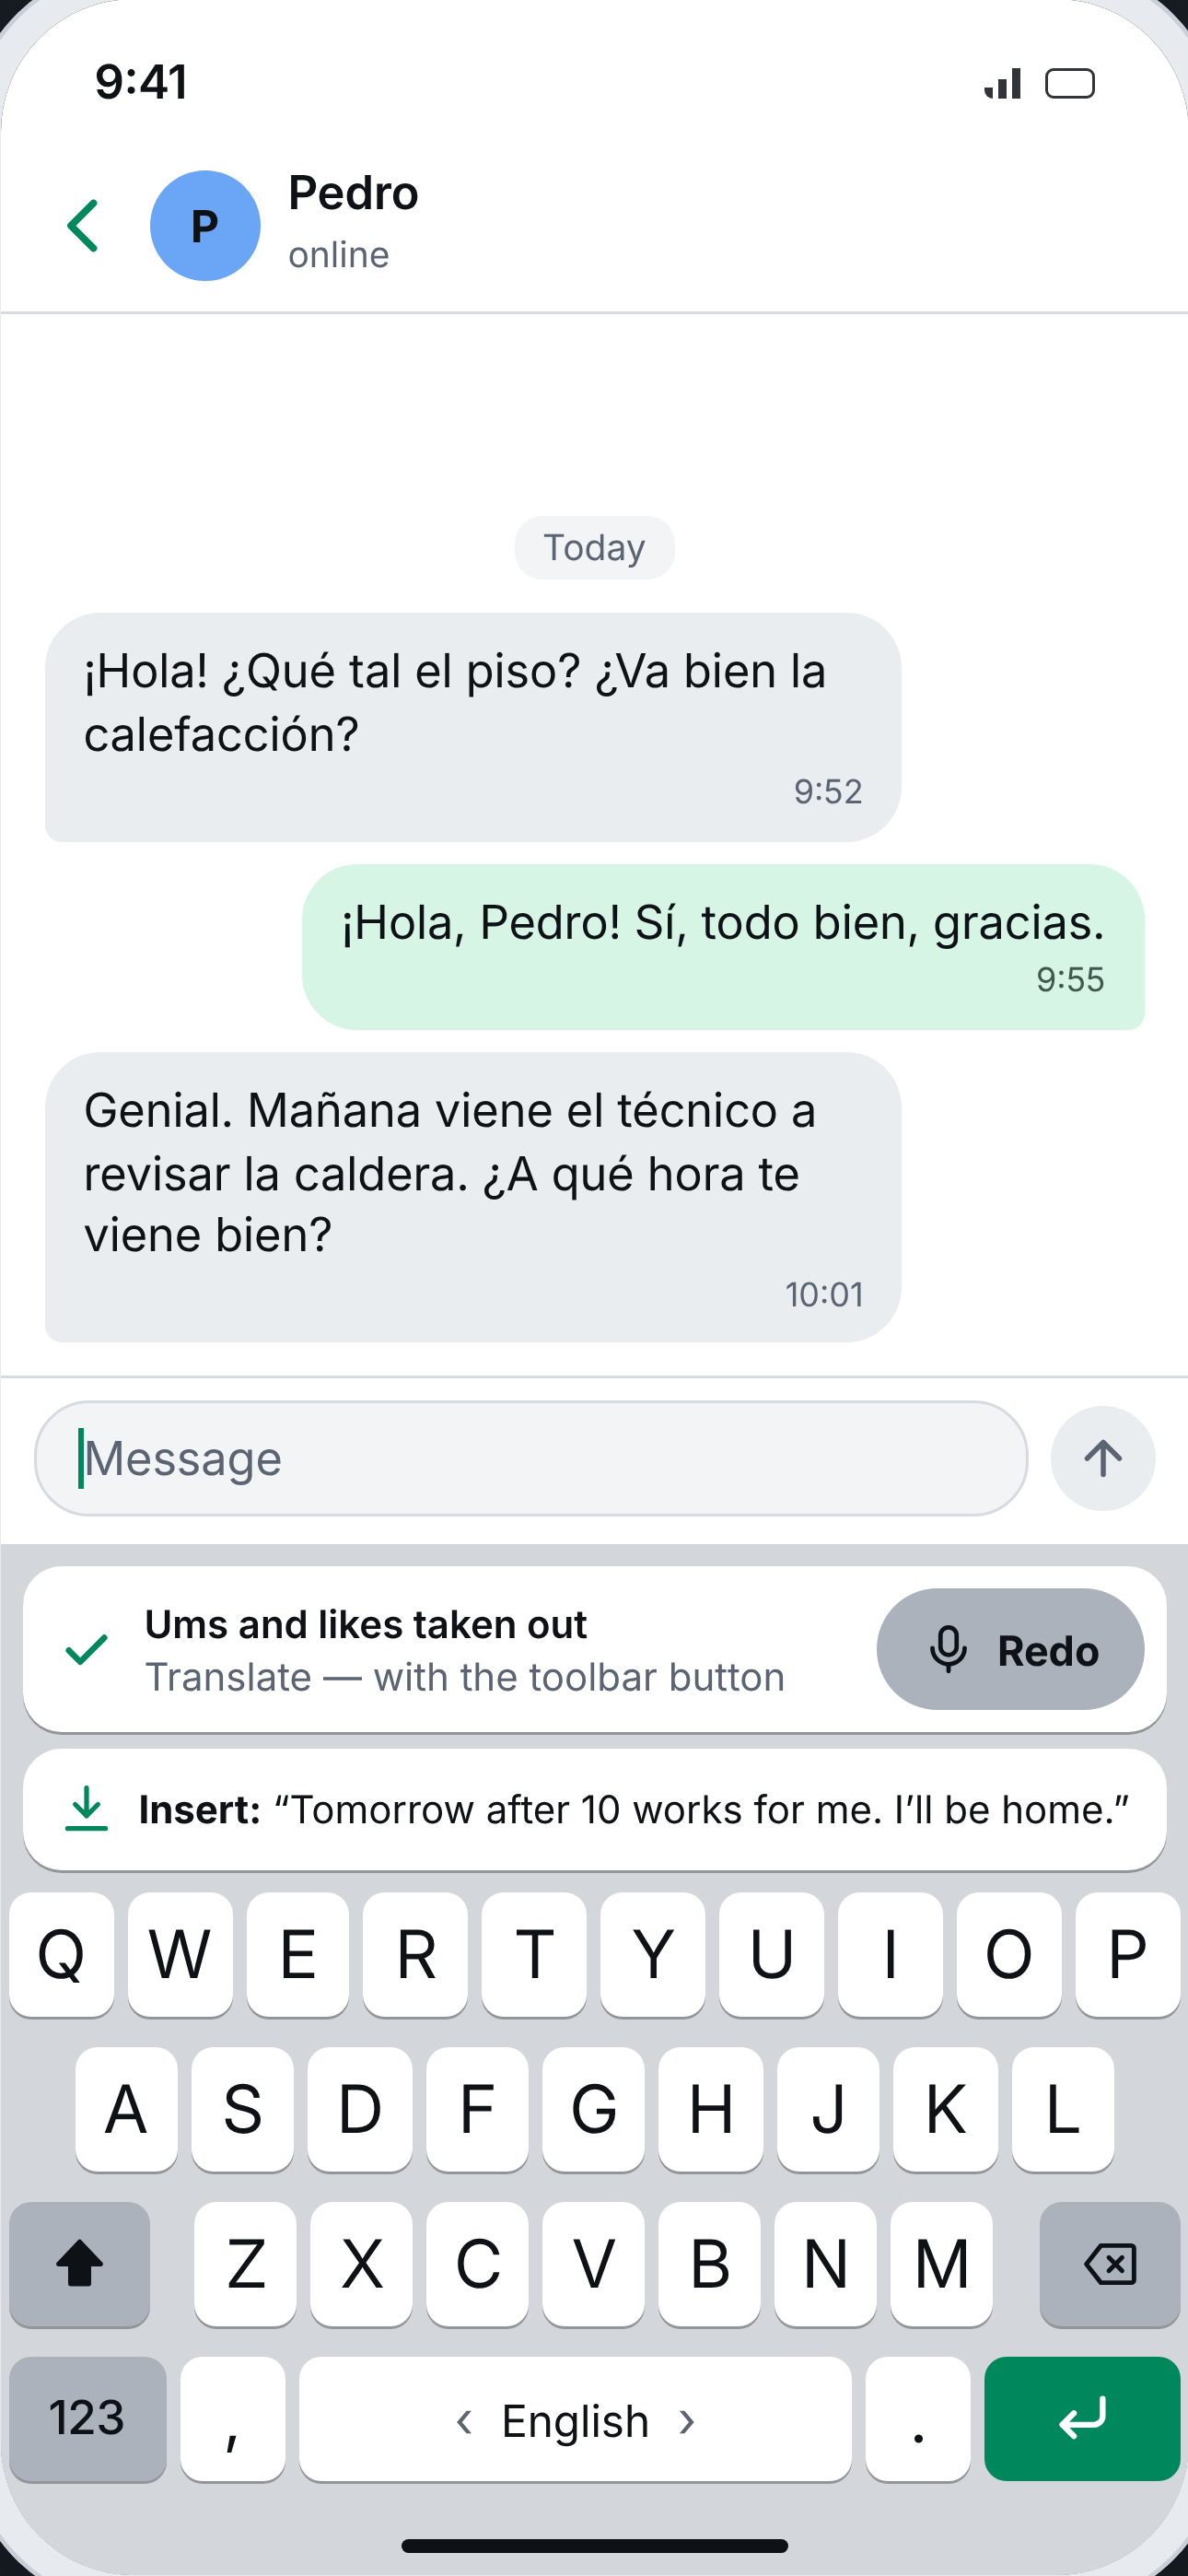 9:41
P
Pedro
online
Today
¡Hola! ¿Qué tal el piso? ¿Va bien la
calefacción?
9:52
¡Hola, Pedro! Sí, todo bien, gracias.
9:55
Genial. Mañana viene el técnico a
revisar la caldera. ¿A qué hora te
viene bien?
10:01
Message
Ums and likes taken out
Translate — with the toolbar button
Redo
Insert: “Tomorrow after 10 works for me. I’ll be home.”
Q W E R T Y U I O P
A S D F G H J K L
Z X C V B N M
123 , ‹ English › .